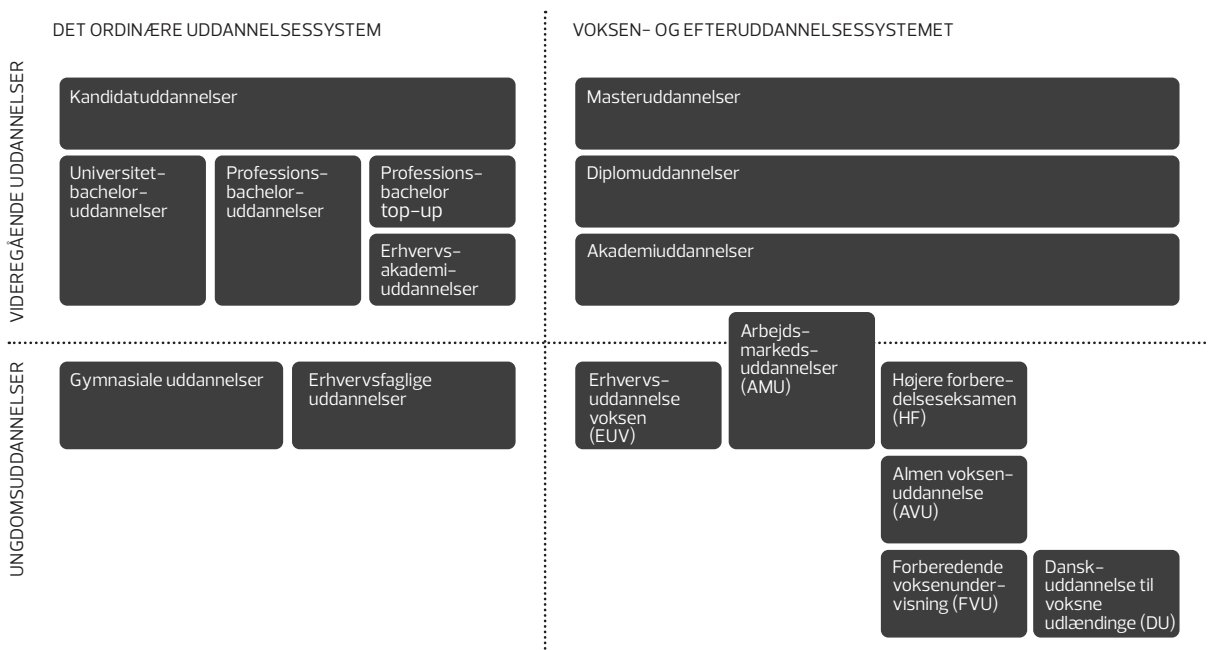 DET ORDINÆRE UDDANNELSESSYSTEM
VOKSEN- OG EFTERUDDANNELSESSYSTEMET
VIDEREGÅENDE UDDANNELSER
Kandidatuddannelser
Universitet-
bachelor-
uddannelser
Professions-
bachelor-
uddannelser
Professions-
bachelor
top-up
Erhvervs-
akademi-
uddannelser
Masteruddannelser
Diplomuddannelser
Akademiuddannelser
UNGDOMSUDDANNELSER
Gymnasiale uddannelser
Erhvervsfaglige
uddannelser
Erhvervs-
uddannelse
voksen
(EUV)
Arbejds-
markeds-
uddannelser
(AMU)
Højere forbere-
delseseksamen
(HF)
Almen voksen-
uddannelse
(AVU)
Forberedende
voksenunder-
visning (FVU)
Dansk-
uddannelse til
voksne
udlændinge (DU)